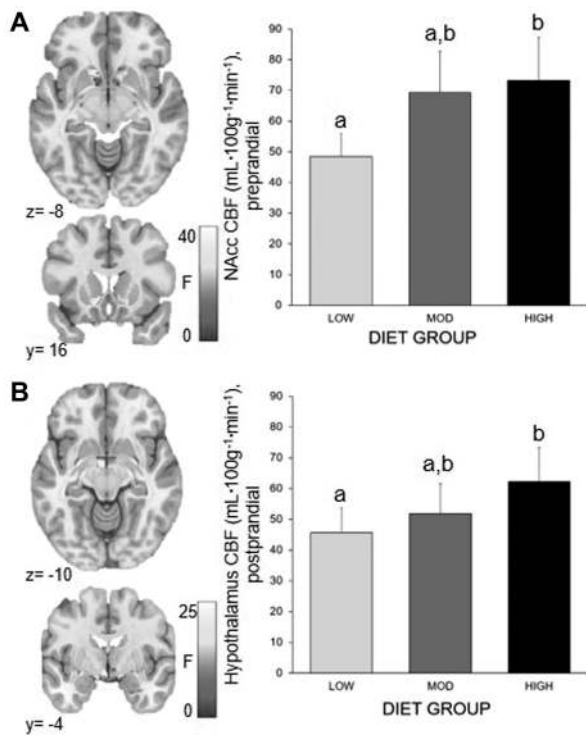 A
z= -8
40
F
0
y= 16
NAcc CBF (mL·100g⁻¹·min⁻¹),
preprandial
90
80
70
60
50
40
30
20
10
0
a
a,b
b
LOW MOD HIGH
DIET GROUP
B
z= -10
25
F
0
y= -4
Hypothalamus CBF (mL·100g⁻¹·min⁻¹),
postprandial
90
80
70
60
50
40
30
20
10
0
a
a,b
b
LOW MOD HIGH
DIET GROUP